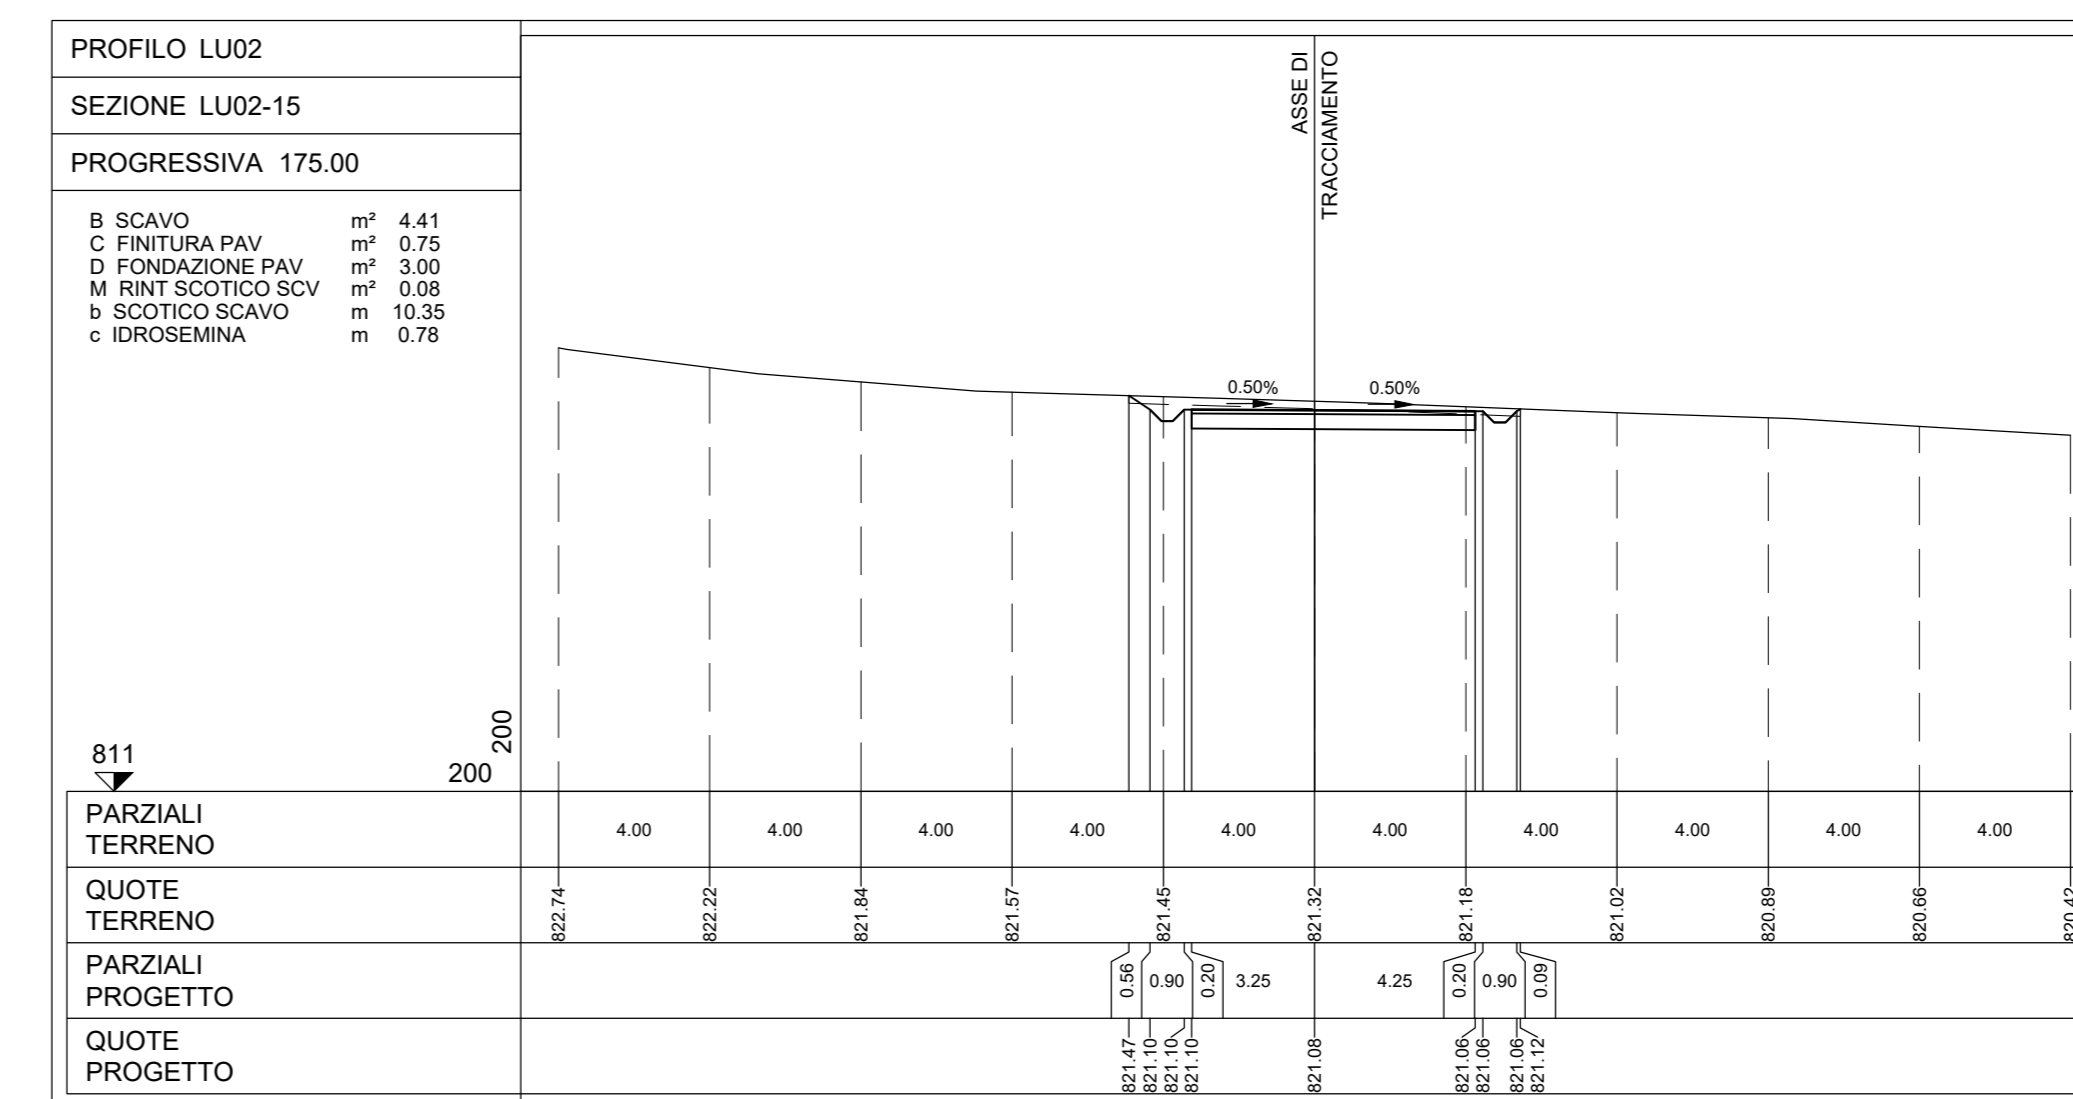 PROFILO LU02
SEZIONE LU02-15
PROGRESSIVA 175.00
B SCAVO m² 4.41
C FINITURA PAV m² 0.75
D FONDAZIONE PAV m² 3.00
M RINT SCOTICO SCV m² 0.08
b SCOTICO SCAVO m 10.35
c IDROSEMINA m 0.78
ASSE DI
TRACCIAMENTO
0.50% 0.50%
200
811
200
PARZIALI
TERRENO
4.00 4.00 4.00 4.00 4.00 4.00 4.00 4.00 4.00 4.00
QUOTE
TERRENO
822.74 822.22 821.84 821.57 821.45 821.32 821.18 821.02 820.89 820.66 820.42
PARZIALI
PROGETTO
0.56 0.90 0.20 3.25 4.25 0.20 0.90 0.09
QUOTE
PROGETTO
821.47 821.10 821.10 821.10 821.08 821.06 821.06 821.06 821.12